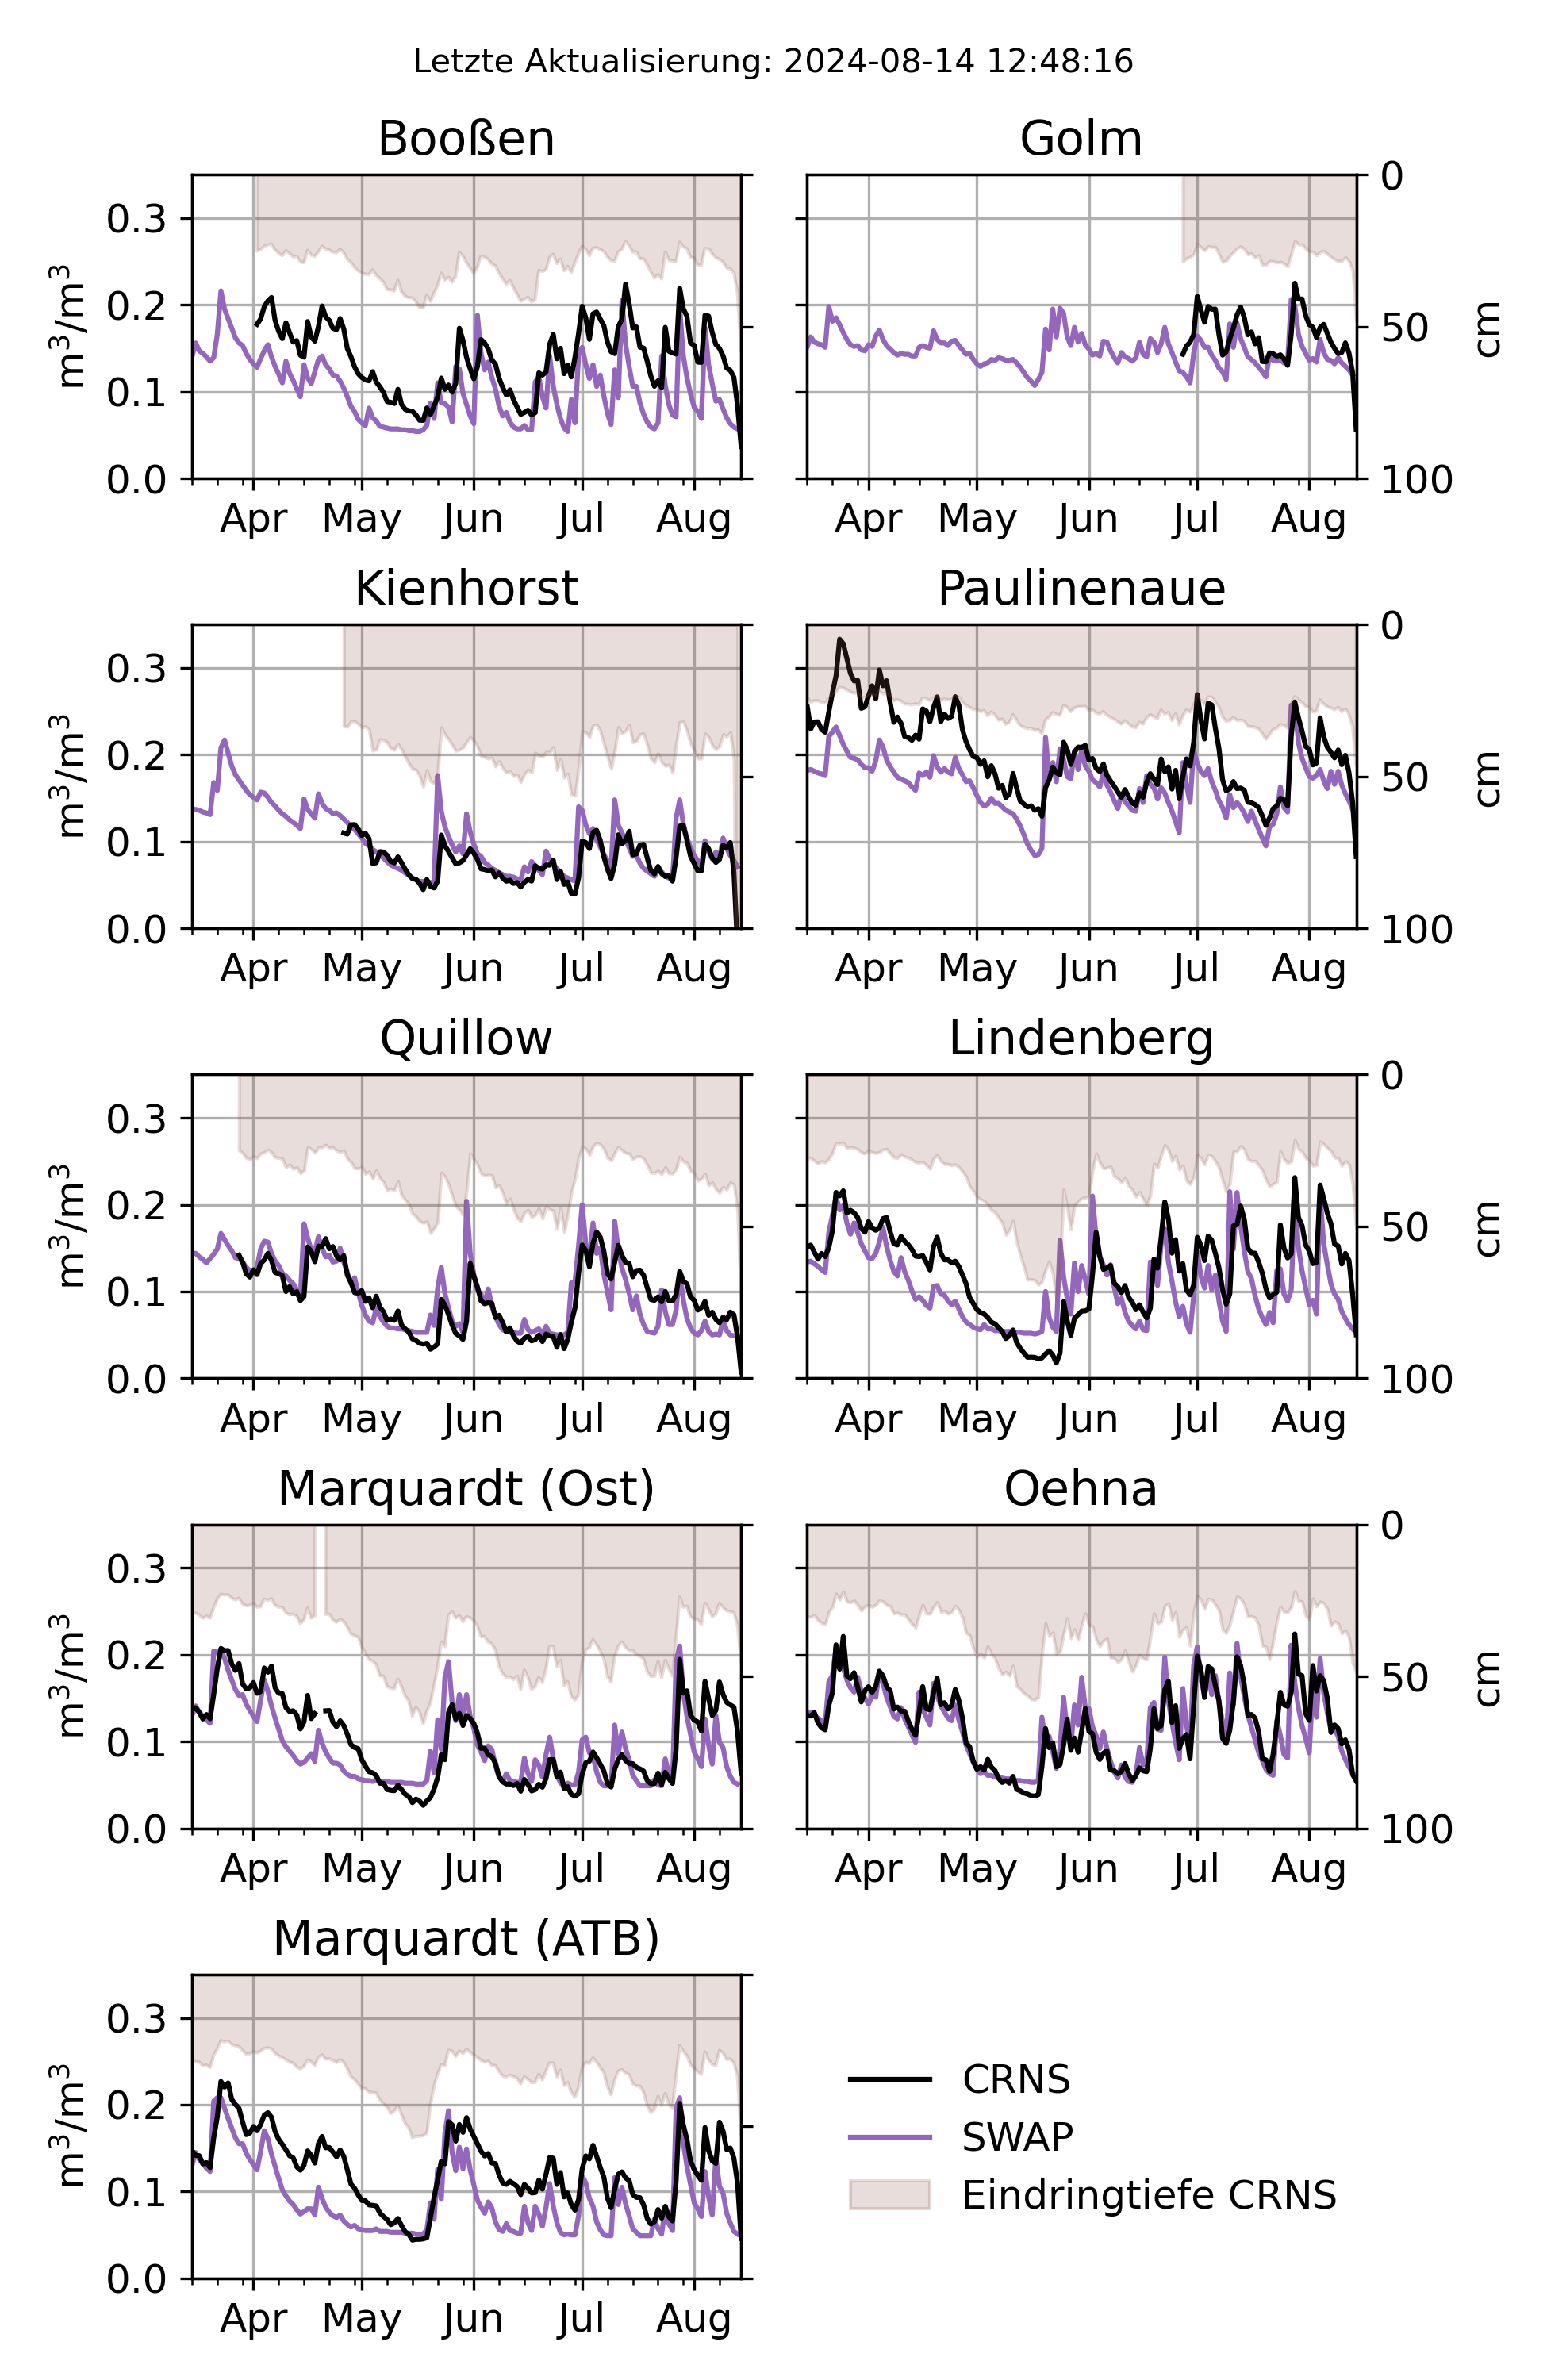 Letzte Aktualisierung: 2024-08-14 12:48:16
Booßen
Golm
m³/m³
0.3
0.2
0.1
0.0
Apr May Jun Jul Aug
Apr May Jun Jul Aug
0
50
100
cm
Kienhorst
Paulinenaue
m³/m³
0.3
0.2
0.1
0.0
Apr May Jun Jul Aug
Apr May Jun Jul Aug
0
50
100
cm
Quillow
Lindenberg
m³/m³
0.3
0.2
0.1
0.0
Apr May Jun Jul Aug
Apr May Jun Jul Aug
0
50
100
cm
Marquardt (Ost)
Oehna
m³/m³
0.3
0.2
0.1
0.0
Apr May Jun Jul Aug
Apr May Jun Jul Aug
0
50
100
cm
Marquardt (ATB)
m³/m³
0.3
0.2
0.1
0.0
Apr May Jun Jul Aug
CRNS
SWAP
Eindringtiefe CRNS